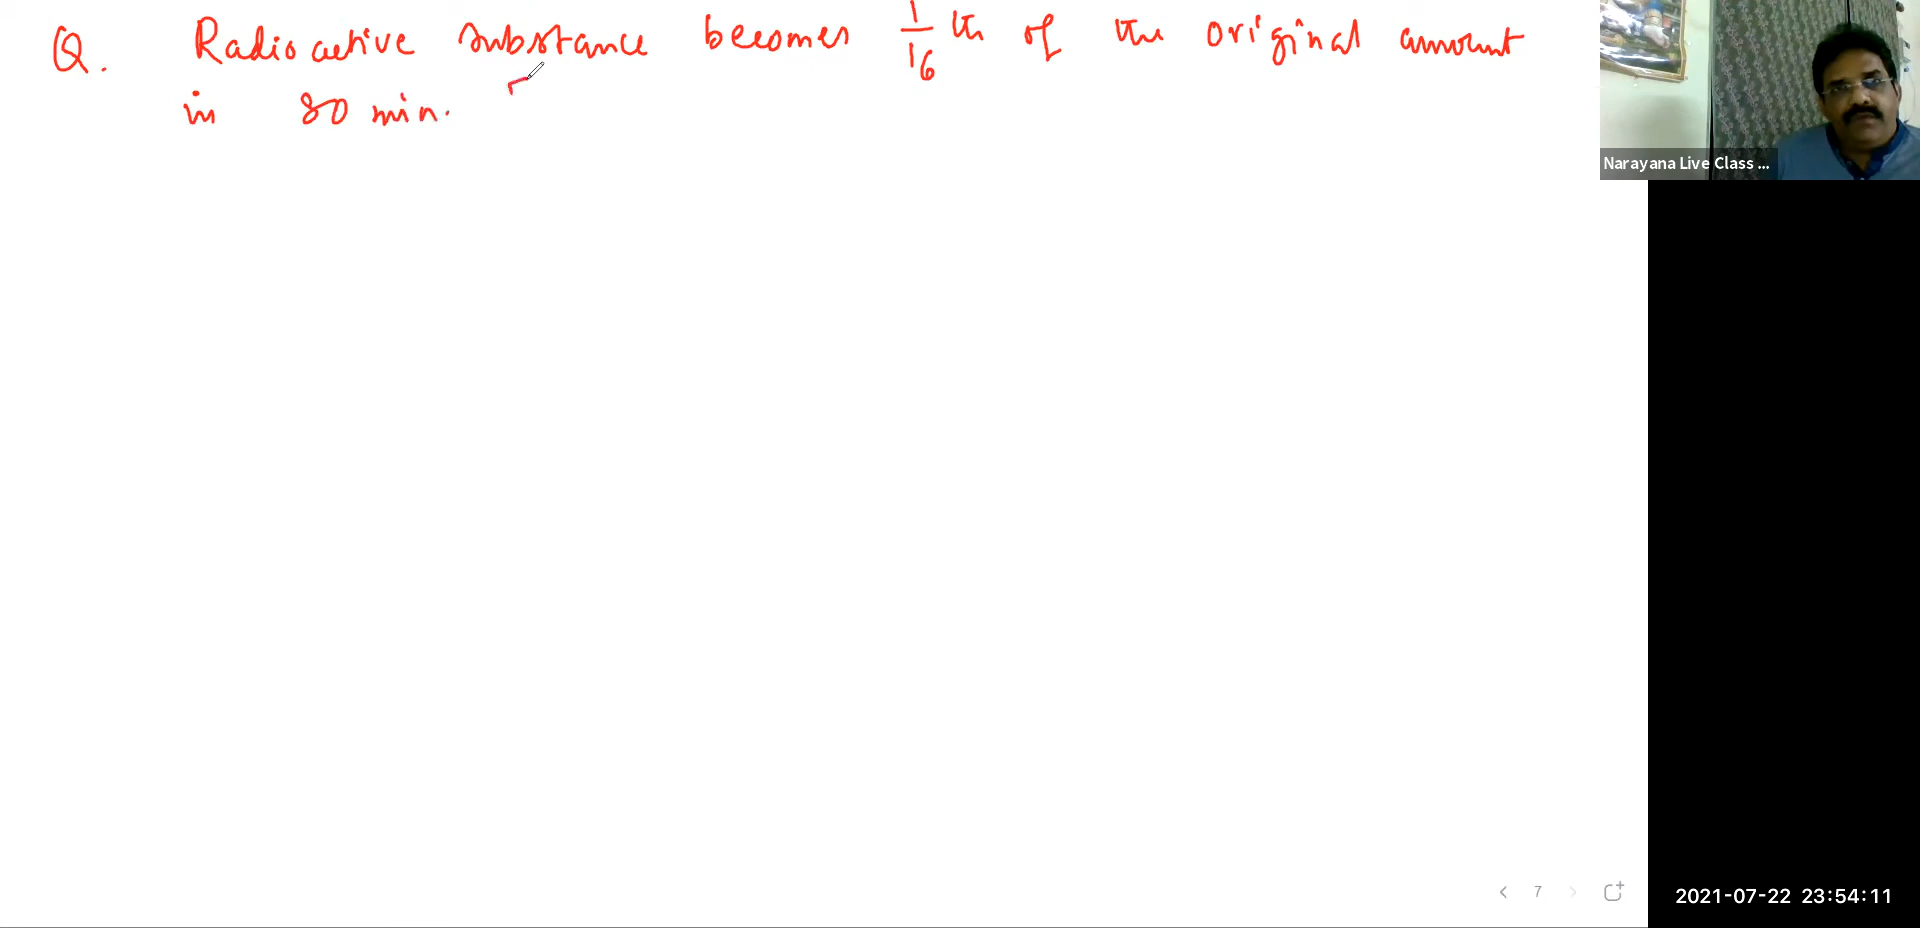 Q. Radioactive substance becomes 1/16 th of the original amount
in 80 min.
Narayana Live Class ...
7
2021-07-22 23:54:11